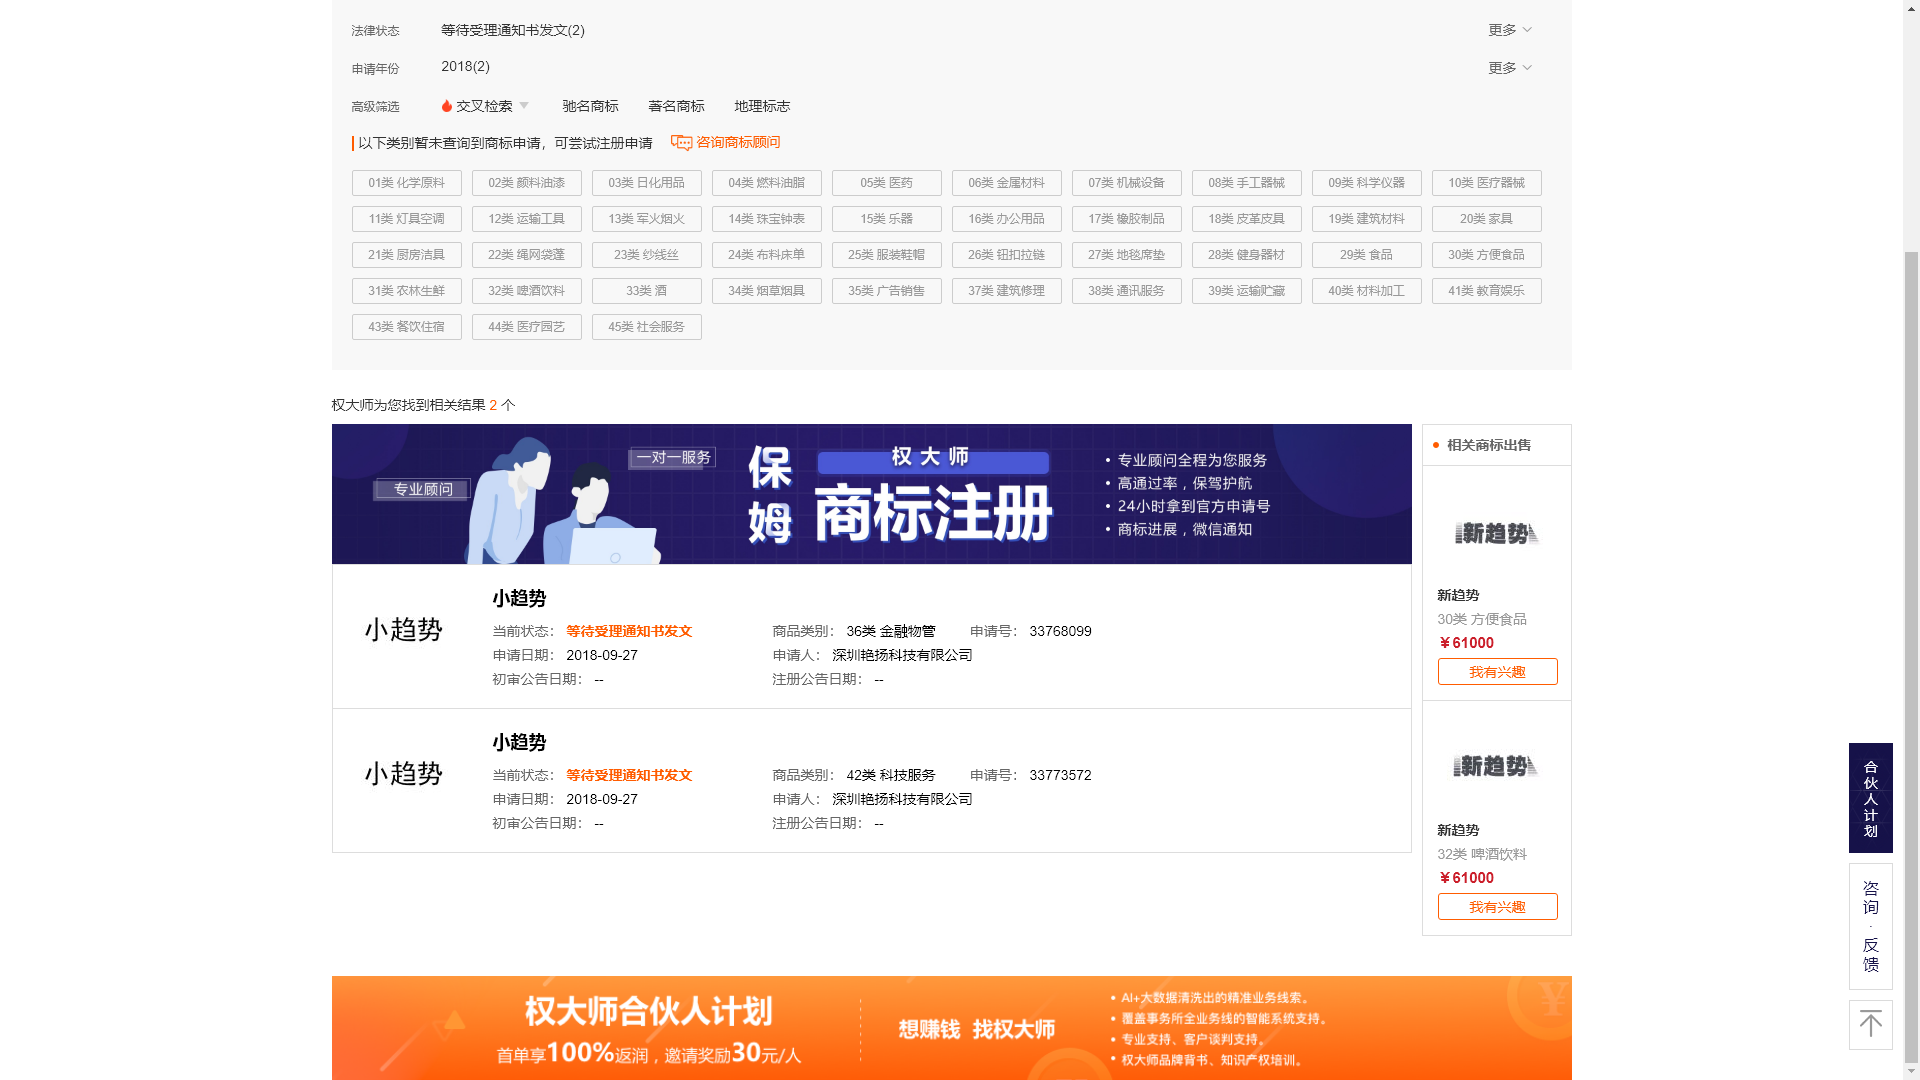 法律状态 等待受理通知书发文(2) 更多
申请年份 2018(2) 更多
高级筛选 交叉检索 驰名商标 著名商标 地理标志
以下类别暂未查询到商标申请，可尝试注册申请 咨询商标顾问
01类 化学原料 02类 颜料油漆 03类 日化用品 04类 燃料油脂 05类 医药 06类 金属材料 07类 机械设备 08类 手工器械 09类 科学仪器 10类 医疗器械
11类 灯具空调 12类 运输工具 13类 军火烟火 14类 珠宝钟表 15类 乐器 16类 办公用品 17类 橡胶制品 18类 皮革皮具 19类 建筑材料 20类 家具
21类 厨房洁具 22类 绳网袋蓬 23类 纱线丝 24类 布料床单 25类 服装鞋帽 26类 钮扣拉链 27类 地毯席垫 28类 健身器材 29类 食品 30类 方便食品
31类 农林生鲜 32类 啤酒饮料 33类 酒 34类 烟草烟具 35类 广告销售 37类 建筑修理 38类 通讯服务 39类 运输贮藏 40类 材料加工 41类 教育娱乐
43类 餐饮住宿 44类 医疗园艺 45类 社会服务
权大师为您找到相关结果 2 个
专业顾问
一对一服务
保姆
权大师
商标注册
• 专业顾问全程为您服务
• 高通过率，保驾护航
• 24小时拿到官方申请号
• 商标进展，微信通知
小趋势
小趋势
当前状态： 等待受理通知书发文 商品类别： 36类 金融物管 申请号： 33768099
申请日期： 2018-09-27 申请人： 深圳艳扬科技有限公司
初审公告日期： -- 注册公告日期： --
小趋势
小趋势
当前状态： 等待受理通知书发文 商品类别： 42类 科技服务 申请号： 33773572
申请日期： 2018-09-27 申请人： 深圳艳扬科技有限公司
初审公告日期： -- 注册公告日期： --
相关商标出售
新趋势
新趋势
30类 方便食品
￥61000
我有兴趣
新趋势
新趋势
32类 啤酒饮料
￥61000
我有兴趣
合伙人计划
咨询·反馈
权大师合伙人计划
首单享100%返润，邀请奖励30元/人
想赚钱 找权大师
• AI+大数据清洗出的精准业务线索。
• 覆盖事务所全业务线的智能系统支持。
• 专业支持、客户谈判支持。
• 权大师品牌背书、知识产权培训。